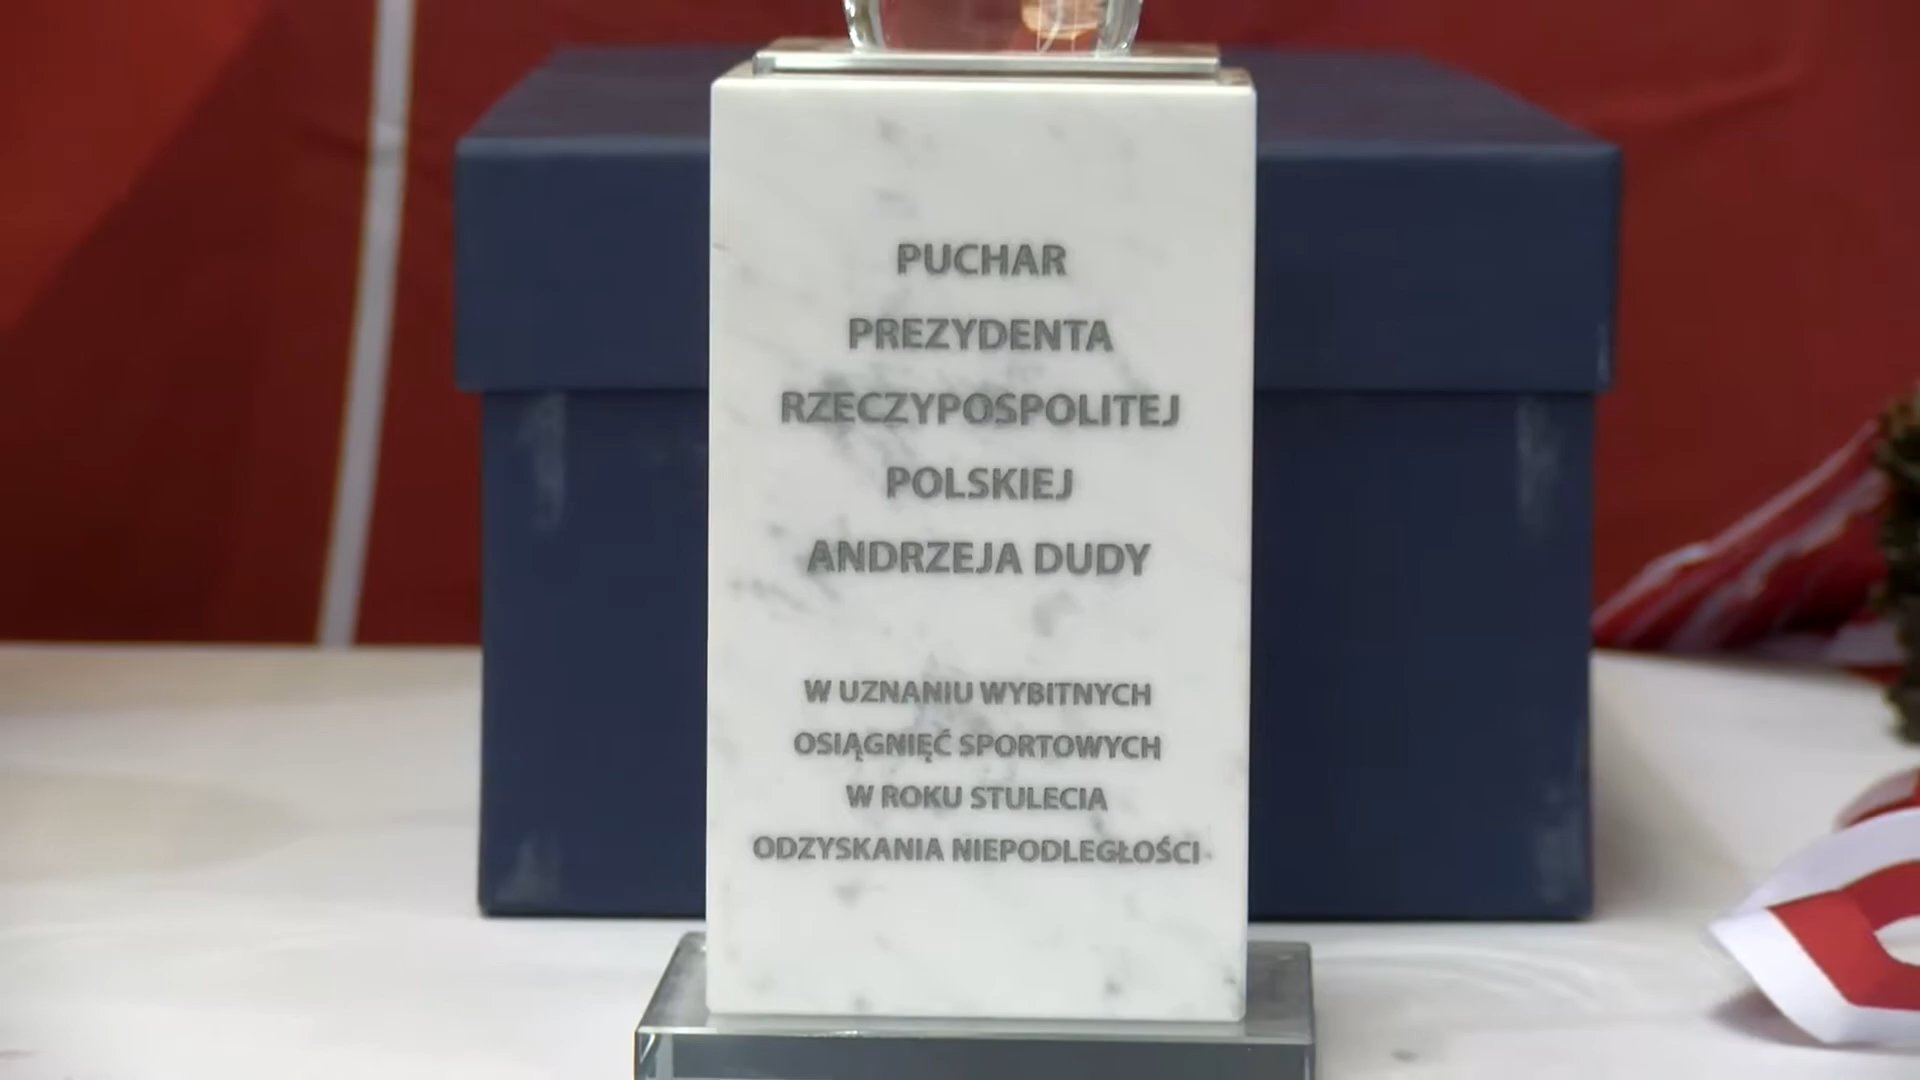 PUCHAR
PREZYDENTA
RZECZYPOSPOLITEJ
POLSKIEJ
ANDRZEJA DUDY
W UZNANIU WYBITNYCH
OSIĄGNIĘĆ SPORTOWYCH
W ROKU STULECIA
ODZYSKANIA NIEPODLEGŁOŚCI